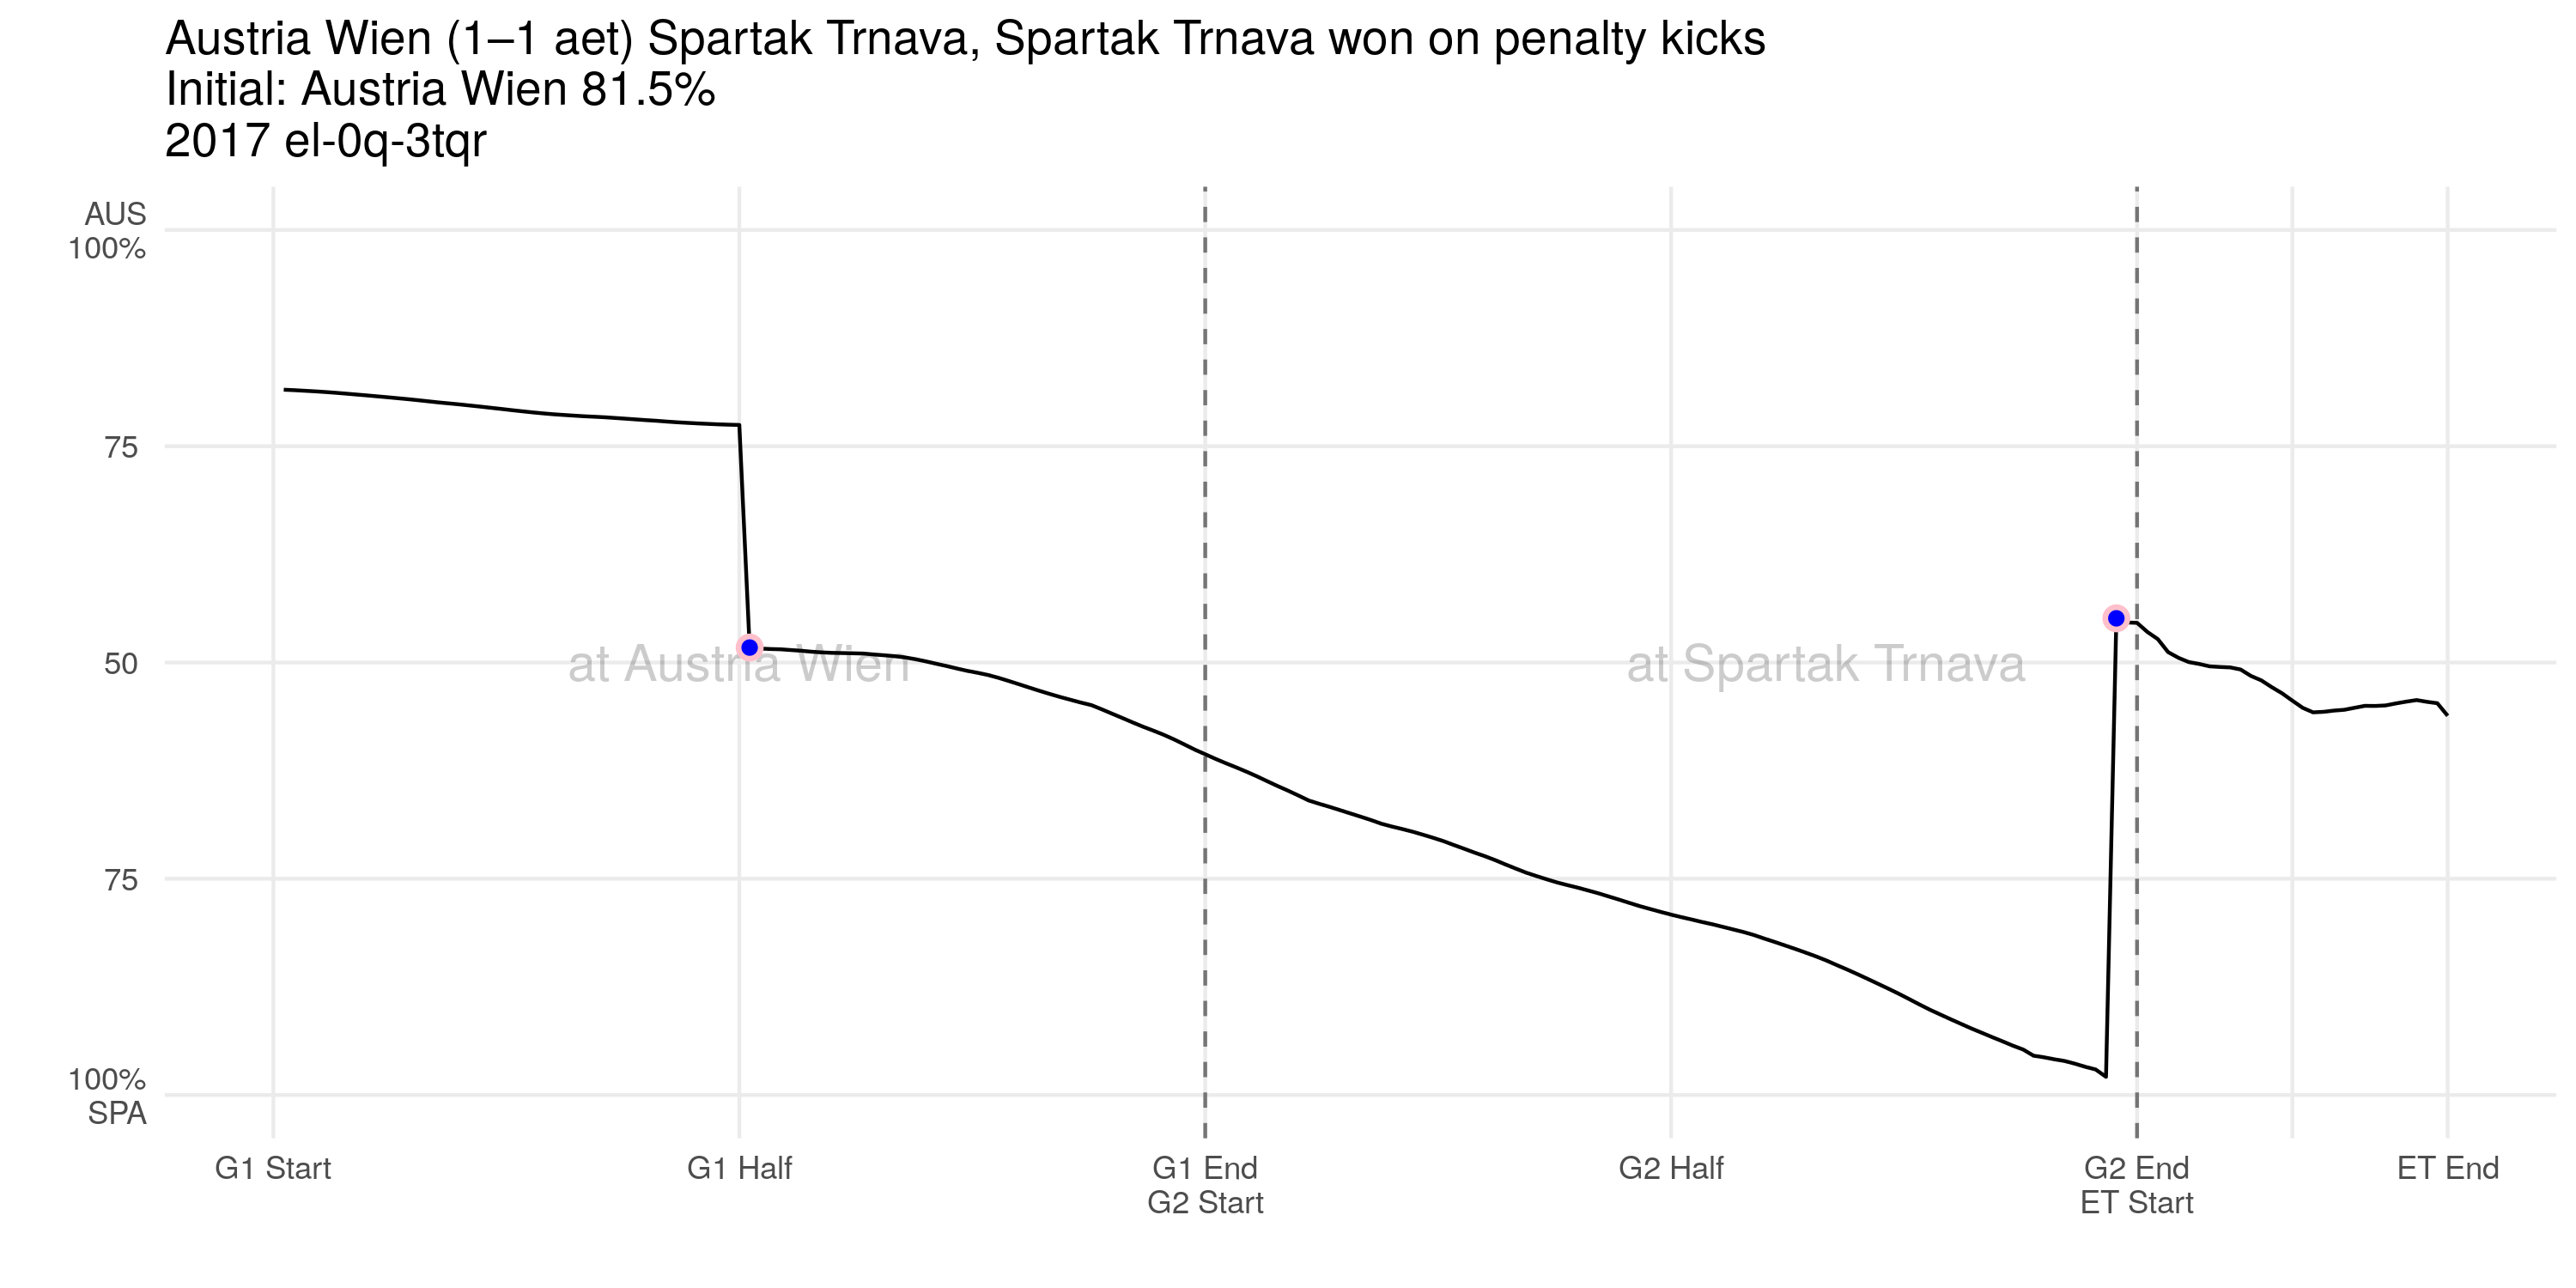 Austria Wien (1–1 aet) Spartak Trnava, Spartak Trnava won on penalty kicks
Initial: Austria Wien 81.5%
2017 el-0q-3tqr
AUS
100%
75
50
75
100%
SPA
at Austria Wien
at Spartak Trnava
G1 Start
G1 Half
G1 End
G2 Start
G2 Half
G2 End
ET Start
ET End